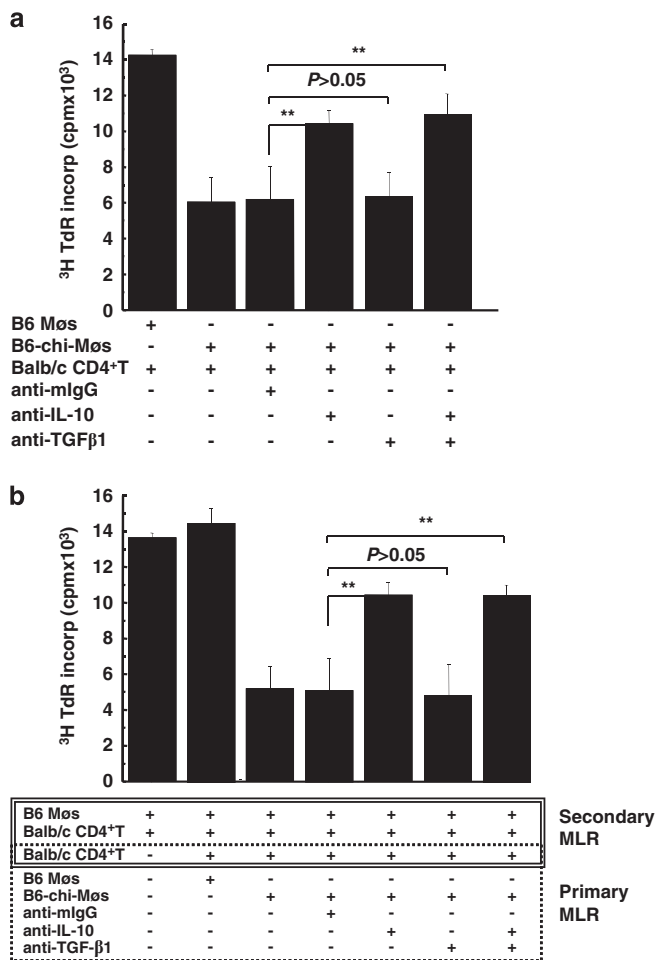 a
16
14
12
10
8
6
4
2
0
³H TdR incorp (cpmx10³)
**
P>0.05
**
B6 Møs + - - - - -
B6-chi-Møs - + + + + +
Balb/c CD4⁺T + + + + + +
anti-mIgG - - + - - -
anti-IL-10 - - - + - +
anti-TGFβ1 - - - - + +
b
16
14
12
10
8
6
4
2
0
³H TdR incorp (cpmx10³)
**
P>0.05
**
B6 Møs + + + + + + +
Balb/c CD4⁺T + + + + + + +
Secondary
MLR
Balb/c CD4⁺T - + + + + + +
B6 Møs - + - - - - -
B6-chi-Møs - - + + + + +
anti-mIgG - - - + - - -
anti-IL-10 - - - - + - +
anti-TGF-β1 - - - - - + +
Primary
MLR